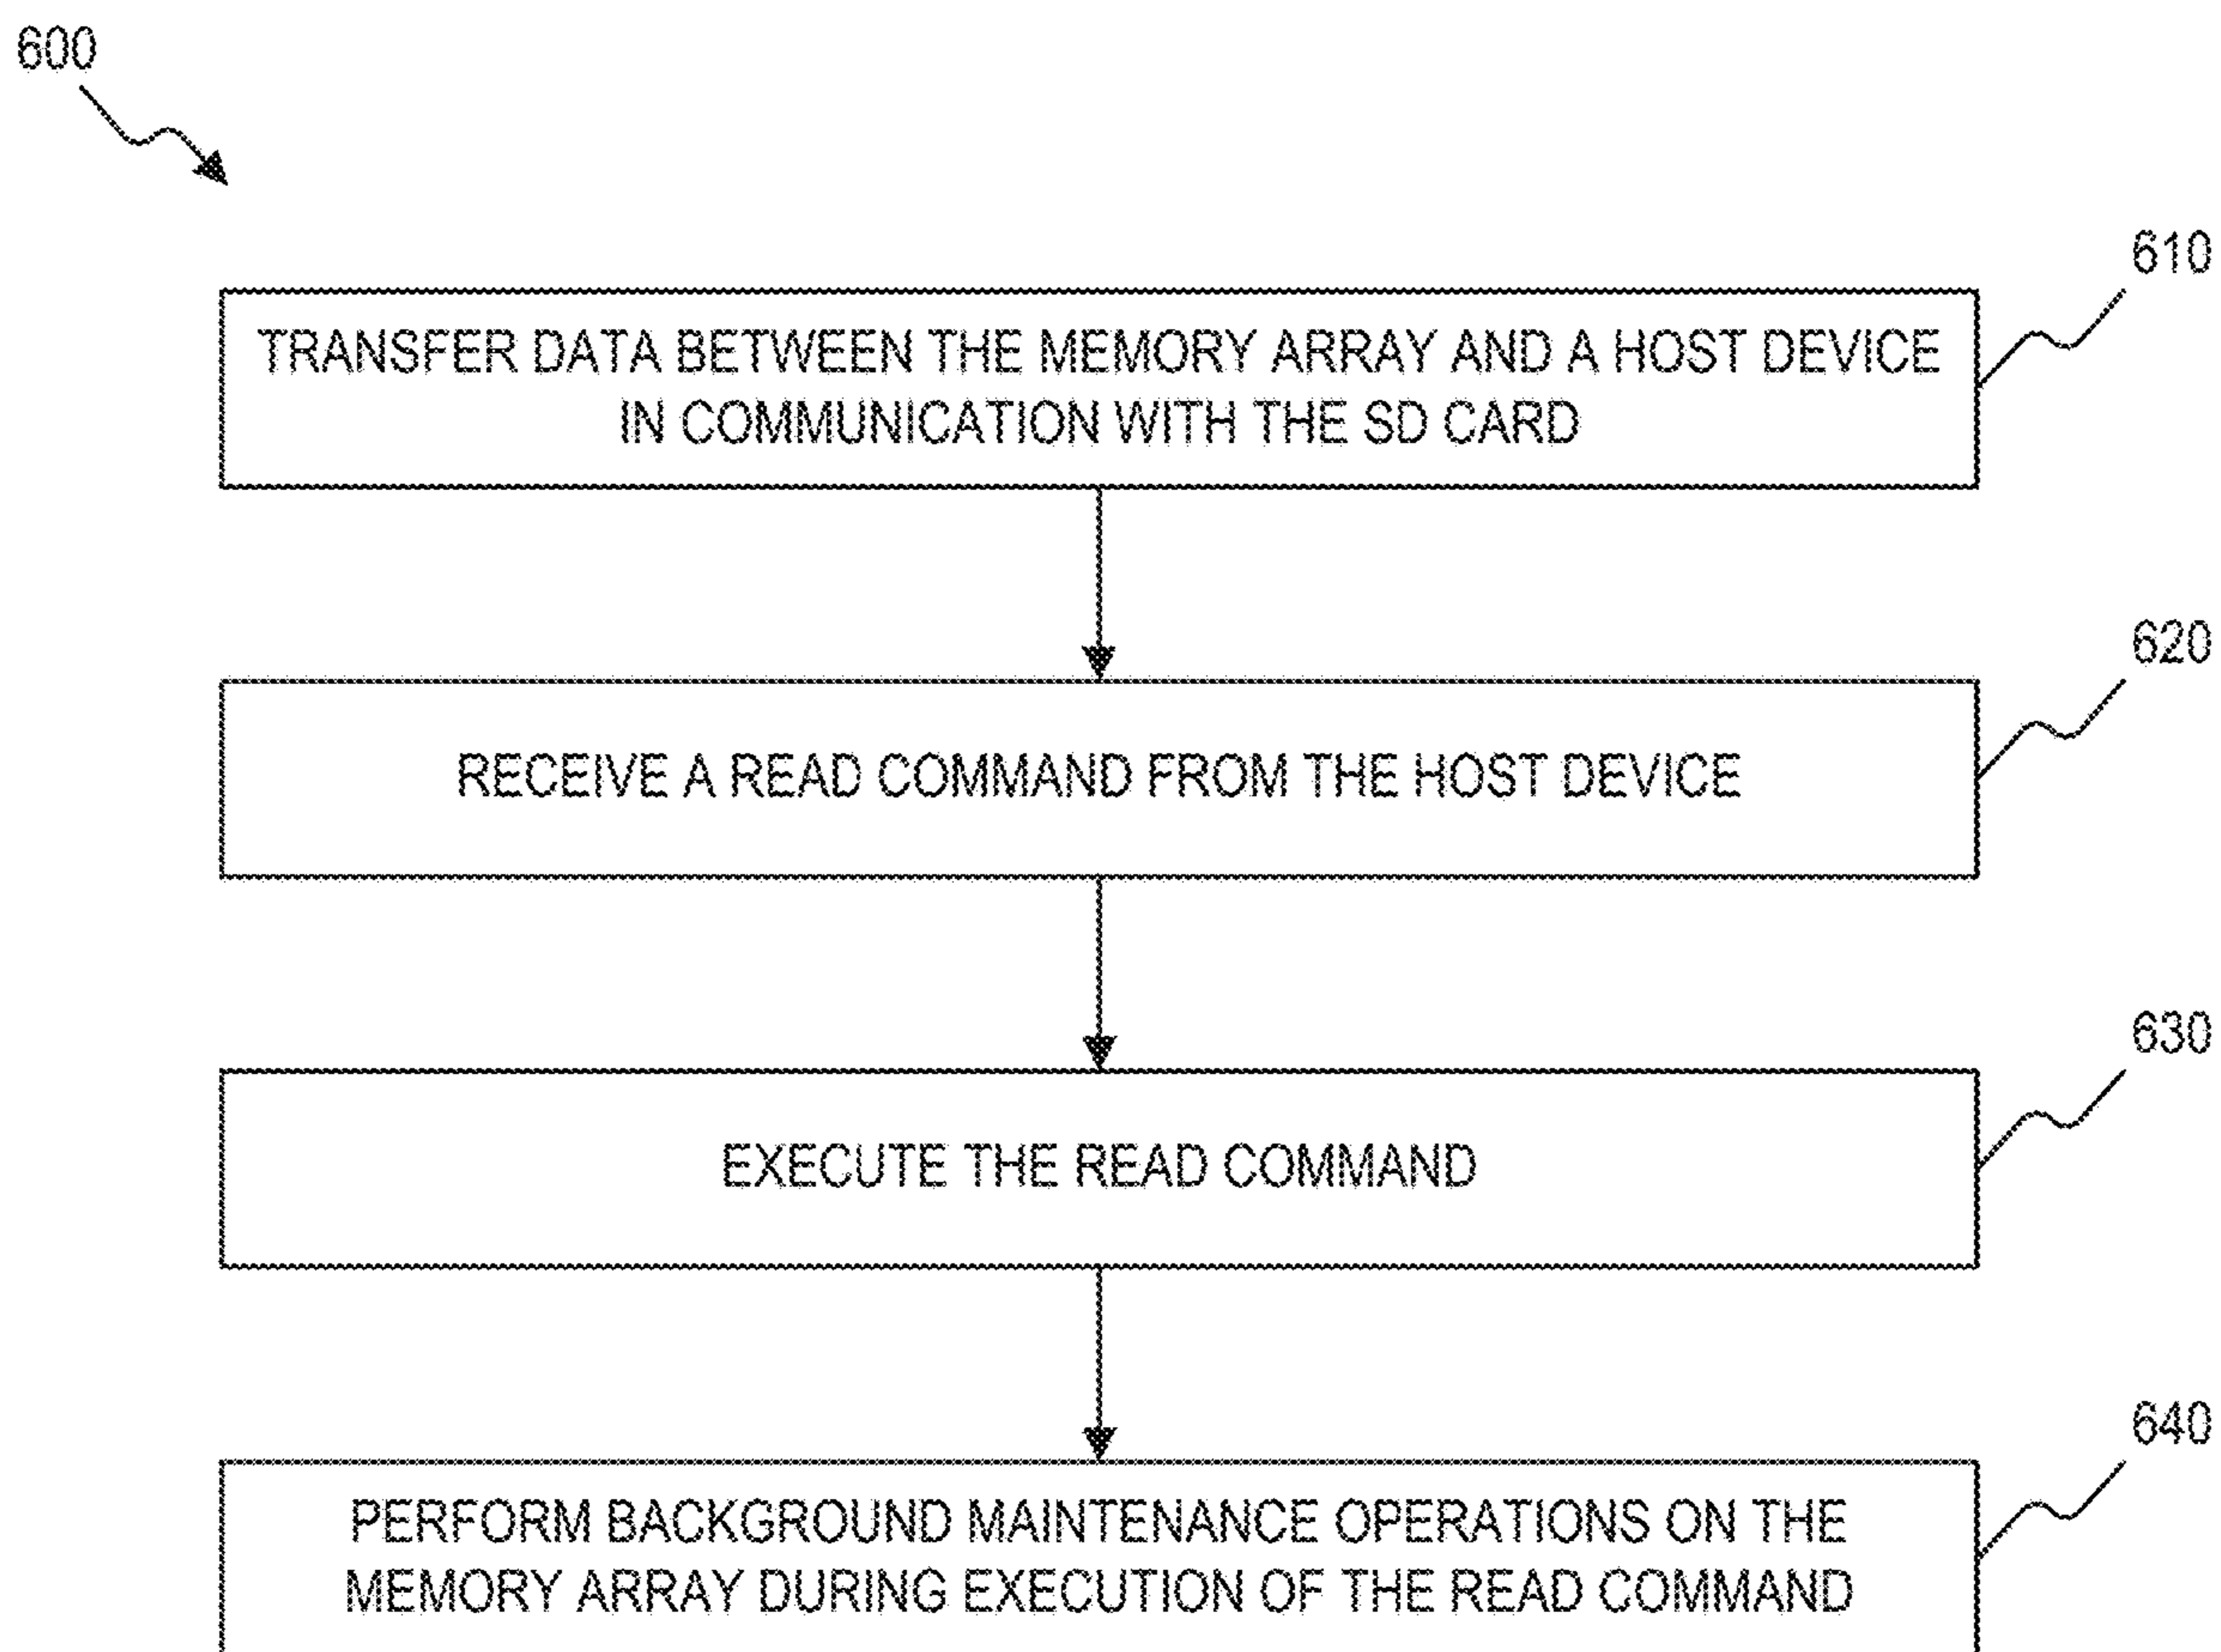 600
610
TRANSFER DATA BETWEEN THE MEMORY ARRAY AND A HOST DEVICE
IN COMMUNICATION WITH THE SD CARD
620
RECEIVE A READ COMMAND FROM THE HOST DEVICE
630
EXECUTE THE READ COMMAND
640
PERFORM BACKGROUND MAINTENANCE OPERATIONS ON THE
MEMORY ARRAY DURING EXECUTION OF THE READ COMMAND